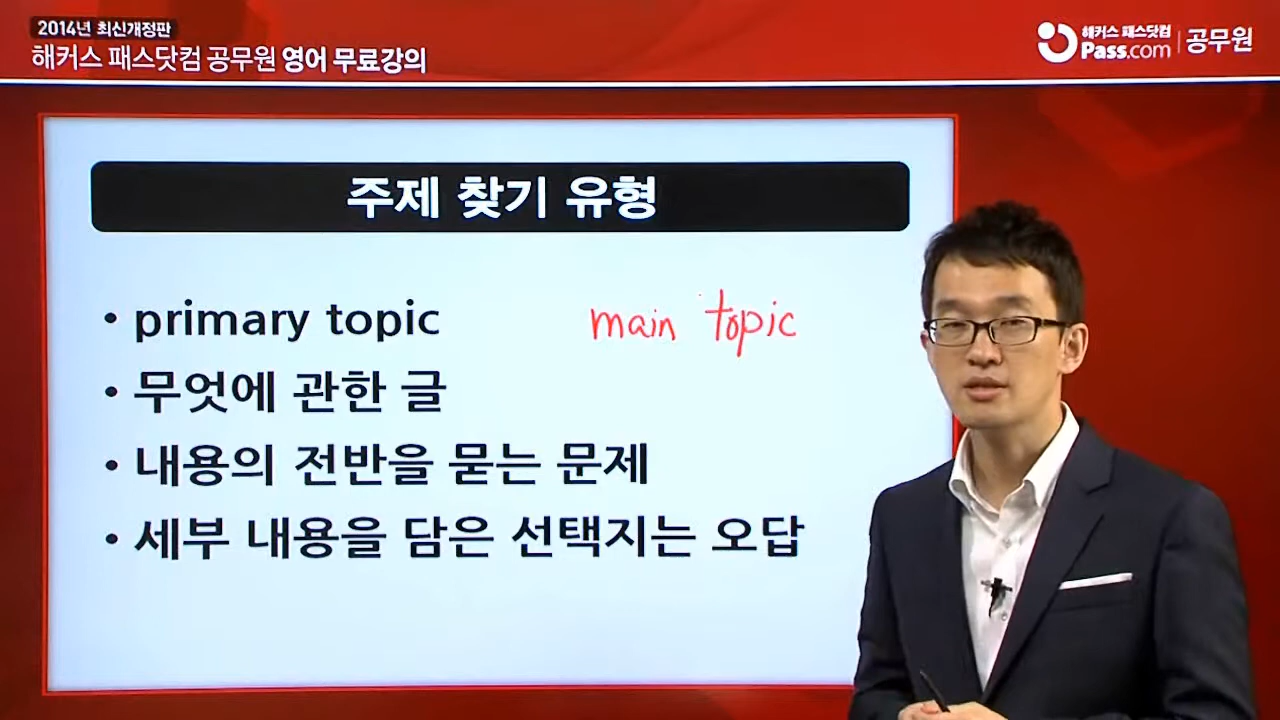 2014년 최신개정판
해커스 패스닷컴 공무원 영어 무료강의
해커스 패스닷컴
Pass.com
공무원
주제 찾기 유형
• primary topic
main topic
• 무엇에 관한 글
• 내용의 전반을 묻는 문제
• 세부 내용을 담은 선택지는 오답